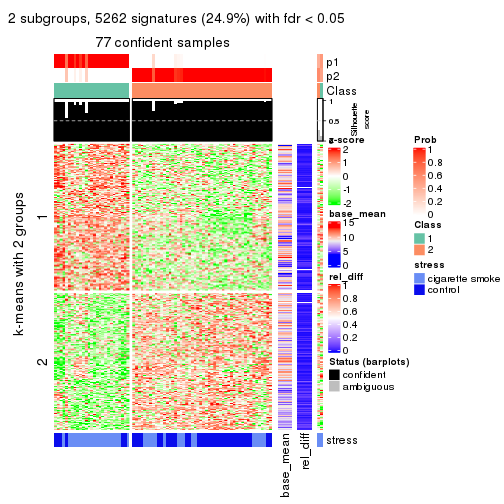 2 subgroups, 5262 signatures (24.9%) with fdr < 0.05
77 confident samples
p1
p2
Class
1
0.5
0
Silhouette
score
k-means with 2 groups
1
2
base_mean
rel_diff
stress
z-score
2
1
0
-1
-2
base_mean
15
10
5
0
rel_diff
1
0.8
0.6
0.4
0.2
0
Status (barplots)
confident
ambiguous
Prob
1
0.8
0.6
0.4
0.2
0
Class
1
2
stress
cigarette smoke
control